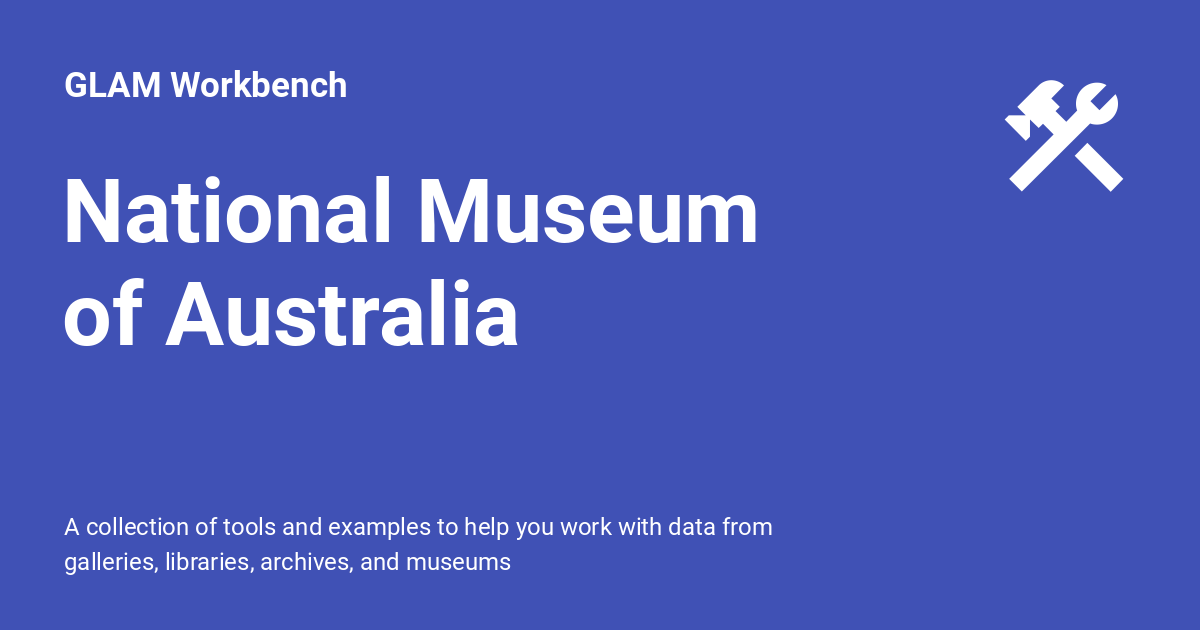 GLAM Workbench
National Museum
of Australia
A collection of tools and examples to help you work with data from
galleries, libraries, archives, and museums